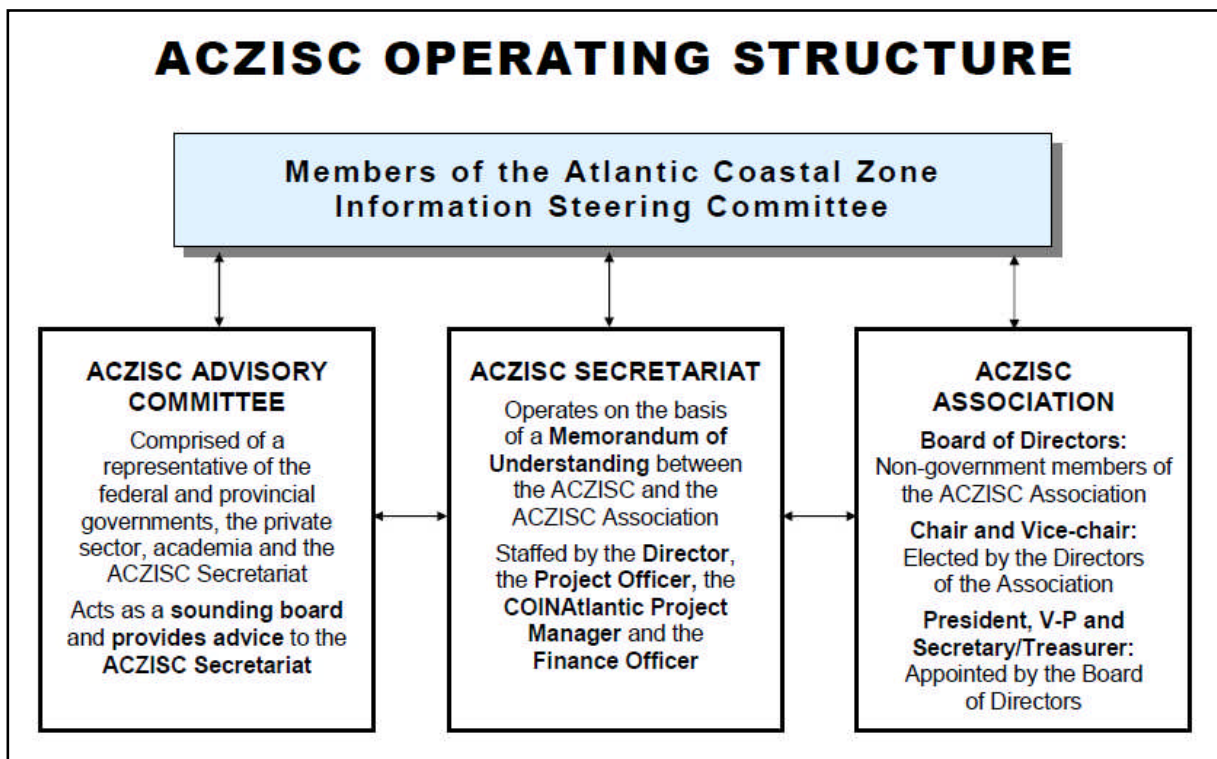 ACZISC OPERATING STRUCTURE
Members of the Atlantic Coastal Zone
Information Steering Committee
ACZISC ADVISORY
COMMITTEE
Comprised of a
representative of the
federal and provincial
governments, the private
sector, academia and the
ACZISC Secretariat
Acts as a sounding board
and provides advice to the
ACZISC Secretariat
ACZISC SECRETARIAT
Operates on the basis
of a Memorandum of
Understanding between
the ACZISC and the
ACZISC Association
Staffed by the Director,
the Project Officer, the
COINAtlantic Project
Manager and the
Finance Officer
ACZISC
ASSOCIATION
Board of Directors:
Non-government members of
the ACZISC Association
Chair and Vice-chair:
Elected by the Directors
of the Association
President, V-P and
Secretary/Treasurer:
Appointed by the Board
of Directors